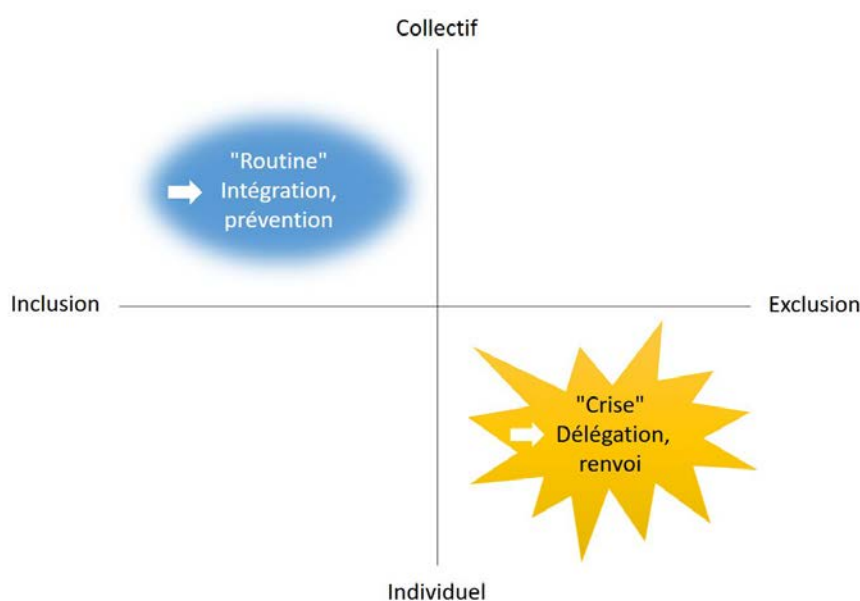 Collectif
"Routine"
Intégration,
prévention
Inclusion
Exclusion
"Crise"
Délégation,
renvoi
Individuel